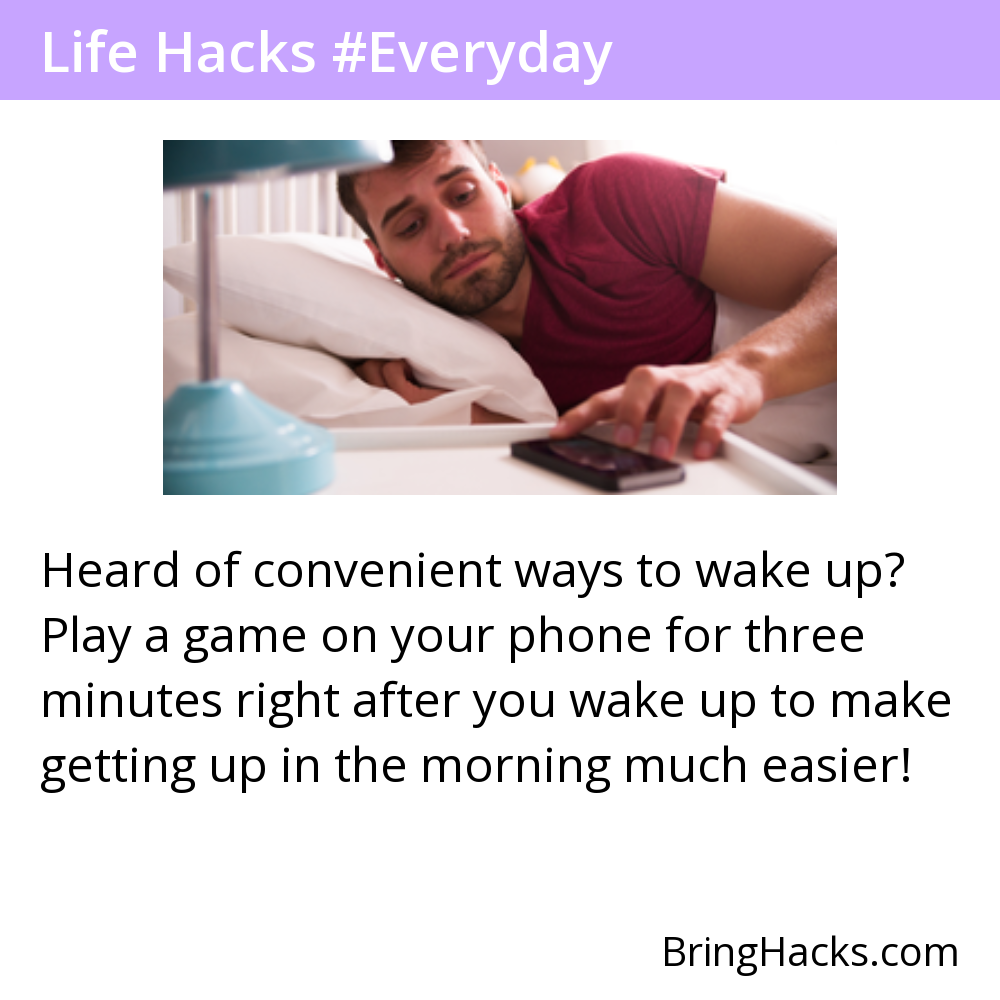 Life Hacks #Everyday
Heard of convenient ways to wake up?
Play a game on your phone for three
minutes right after you wake up to make
getting up in the morning much easier!
BringHacks.com